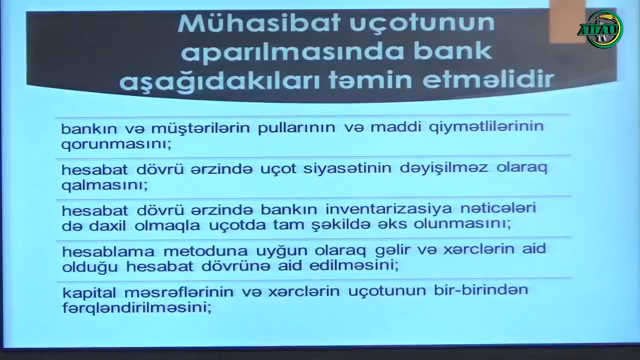 Mühasibat uçotunun
aparılmasında bank
aşağıdakıları təmin etməlidir
bankın və müştərilərin pullarının və maddi qiymətlilərinin
qorunmasını;
hesabat dövrü ərzində uçot siyasətinin dəyişilməz olaraq
qalmasını;
hesabat dövrü ərzində bankın inventarizasiya nəticələri
də daxil olmaqla uçotda tam şəkildə əks olunmasını;
hesablama metoduna uyğun olaraq gəlir və xərclərin aid
olduğu hesabat dövrünə aid edilməsini;
kapital məsrəflərinin və xərclərin uçotunun bir-birindən
fərqləndirilməsini;